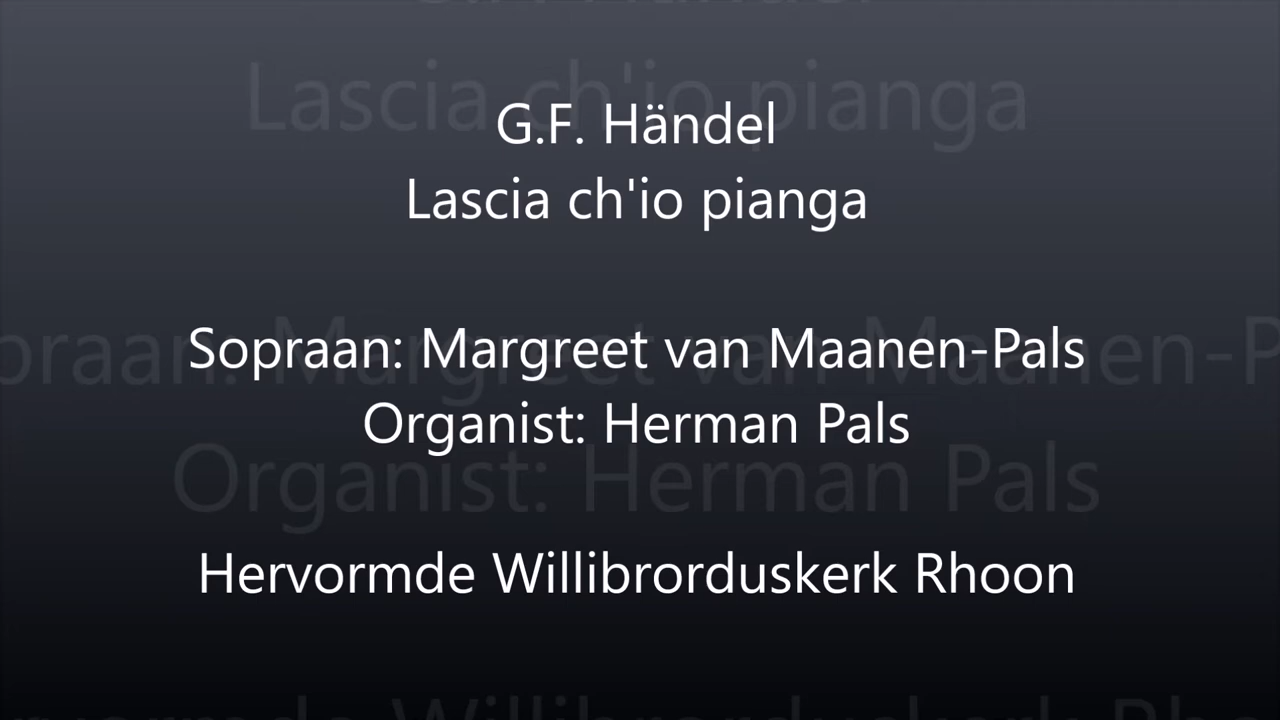 G.F. Händel
Lascia ch'io pianga
Sopraan: Margreet van Maanen-Pals
Organist: Herman Pals
Hervormde Willibrorduskerk Rhoon